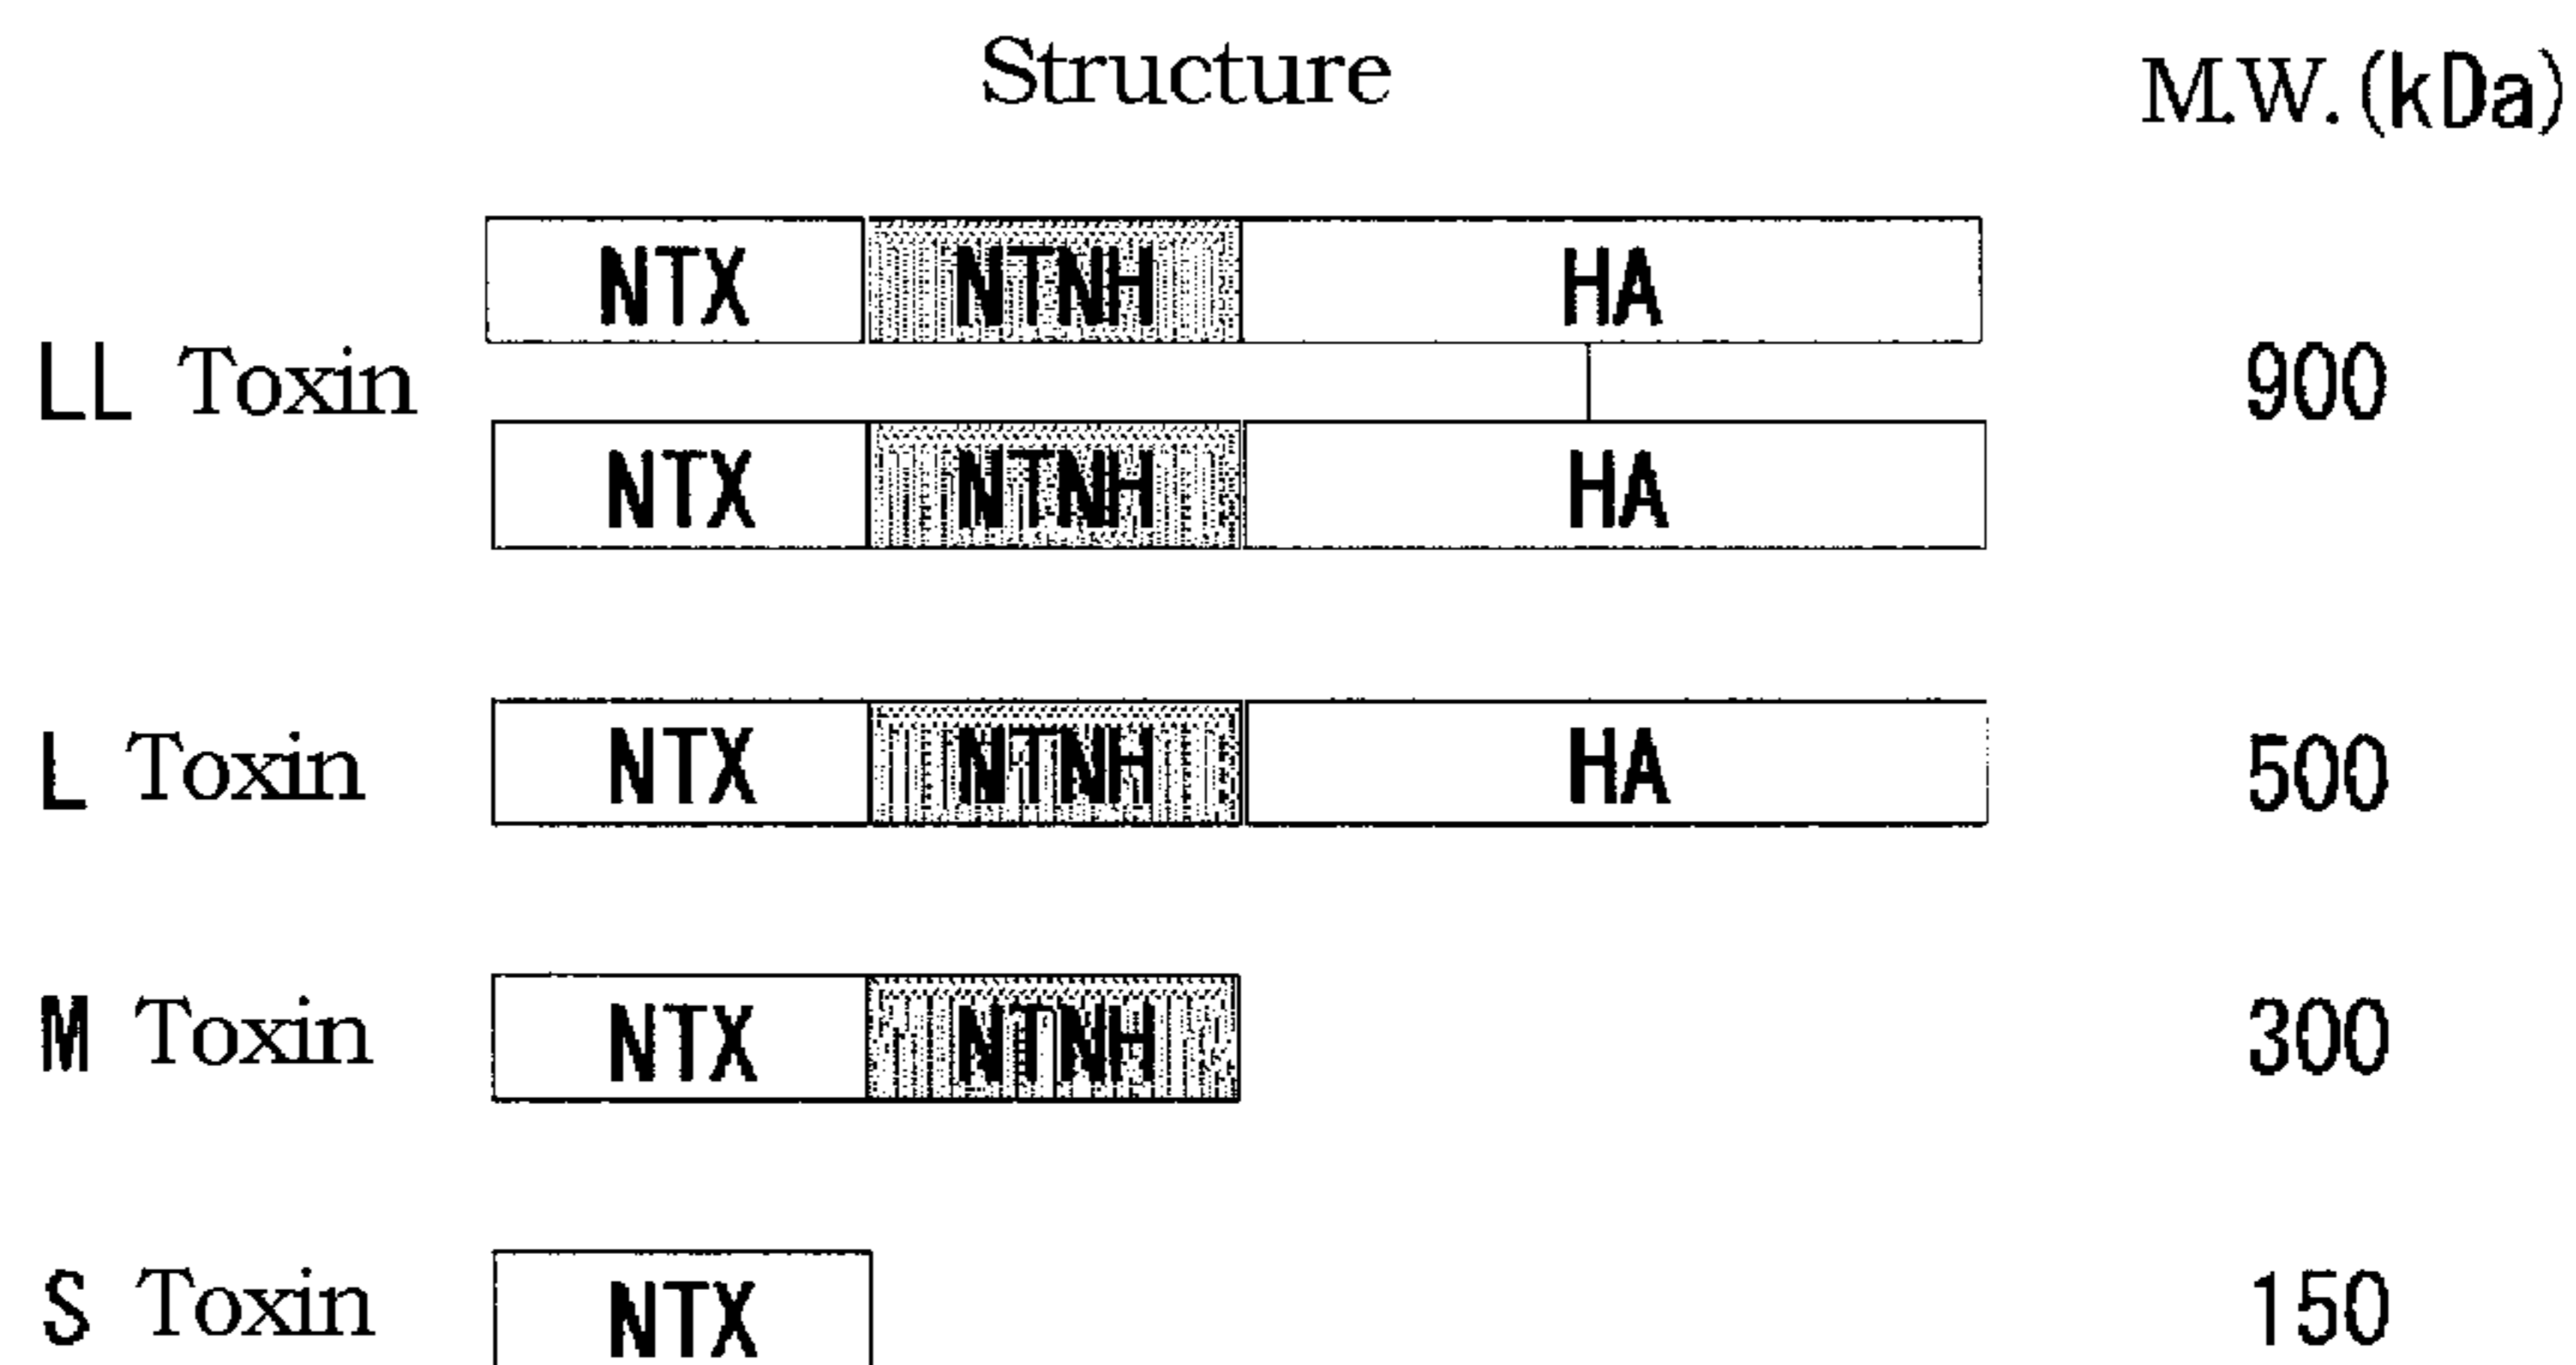 Structure M.W. (kDa)
NTX NTNH HA
LL Toxin 900
NTX NTNH HA
L Toxin NTX NTNH HA 500
M Toxin NTX NTNH 300
S Toxin NTX 150